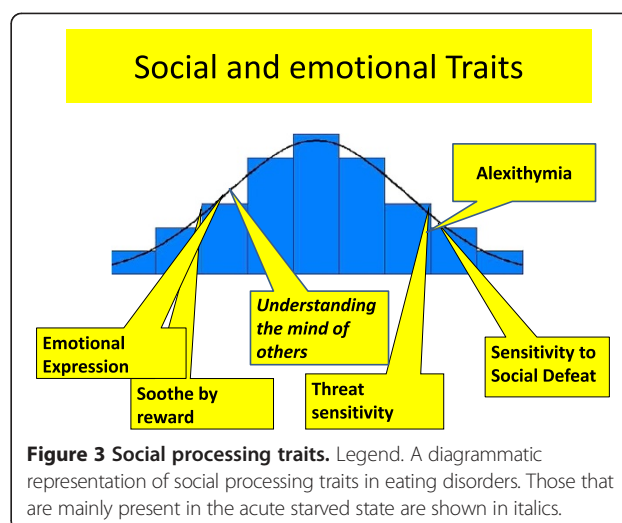 Social and emotional Traits
Alexithymia
Understanding
the mind of
others
Emotional
Expression
Soothe by
reward
Threat
sensitivity
Sensitivity to
Social Defeat
Figure 3 Social processing traits. Legend. A diagrammatic
representation of social processing traits in eating disorders. Those that
are mainly present in the acute starved state are shown in italics.